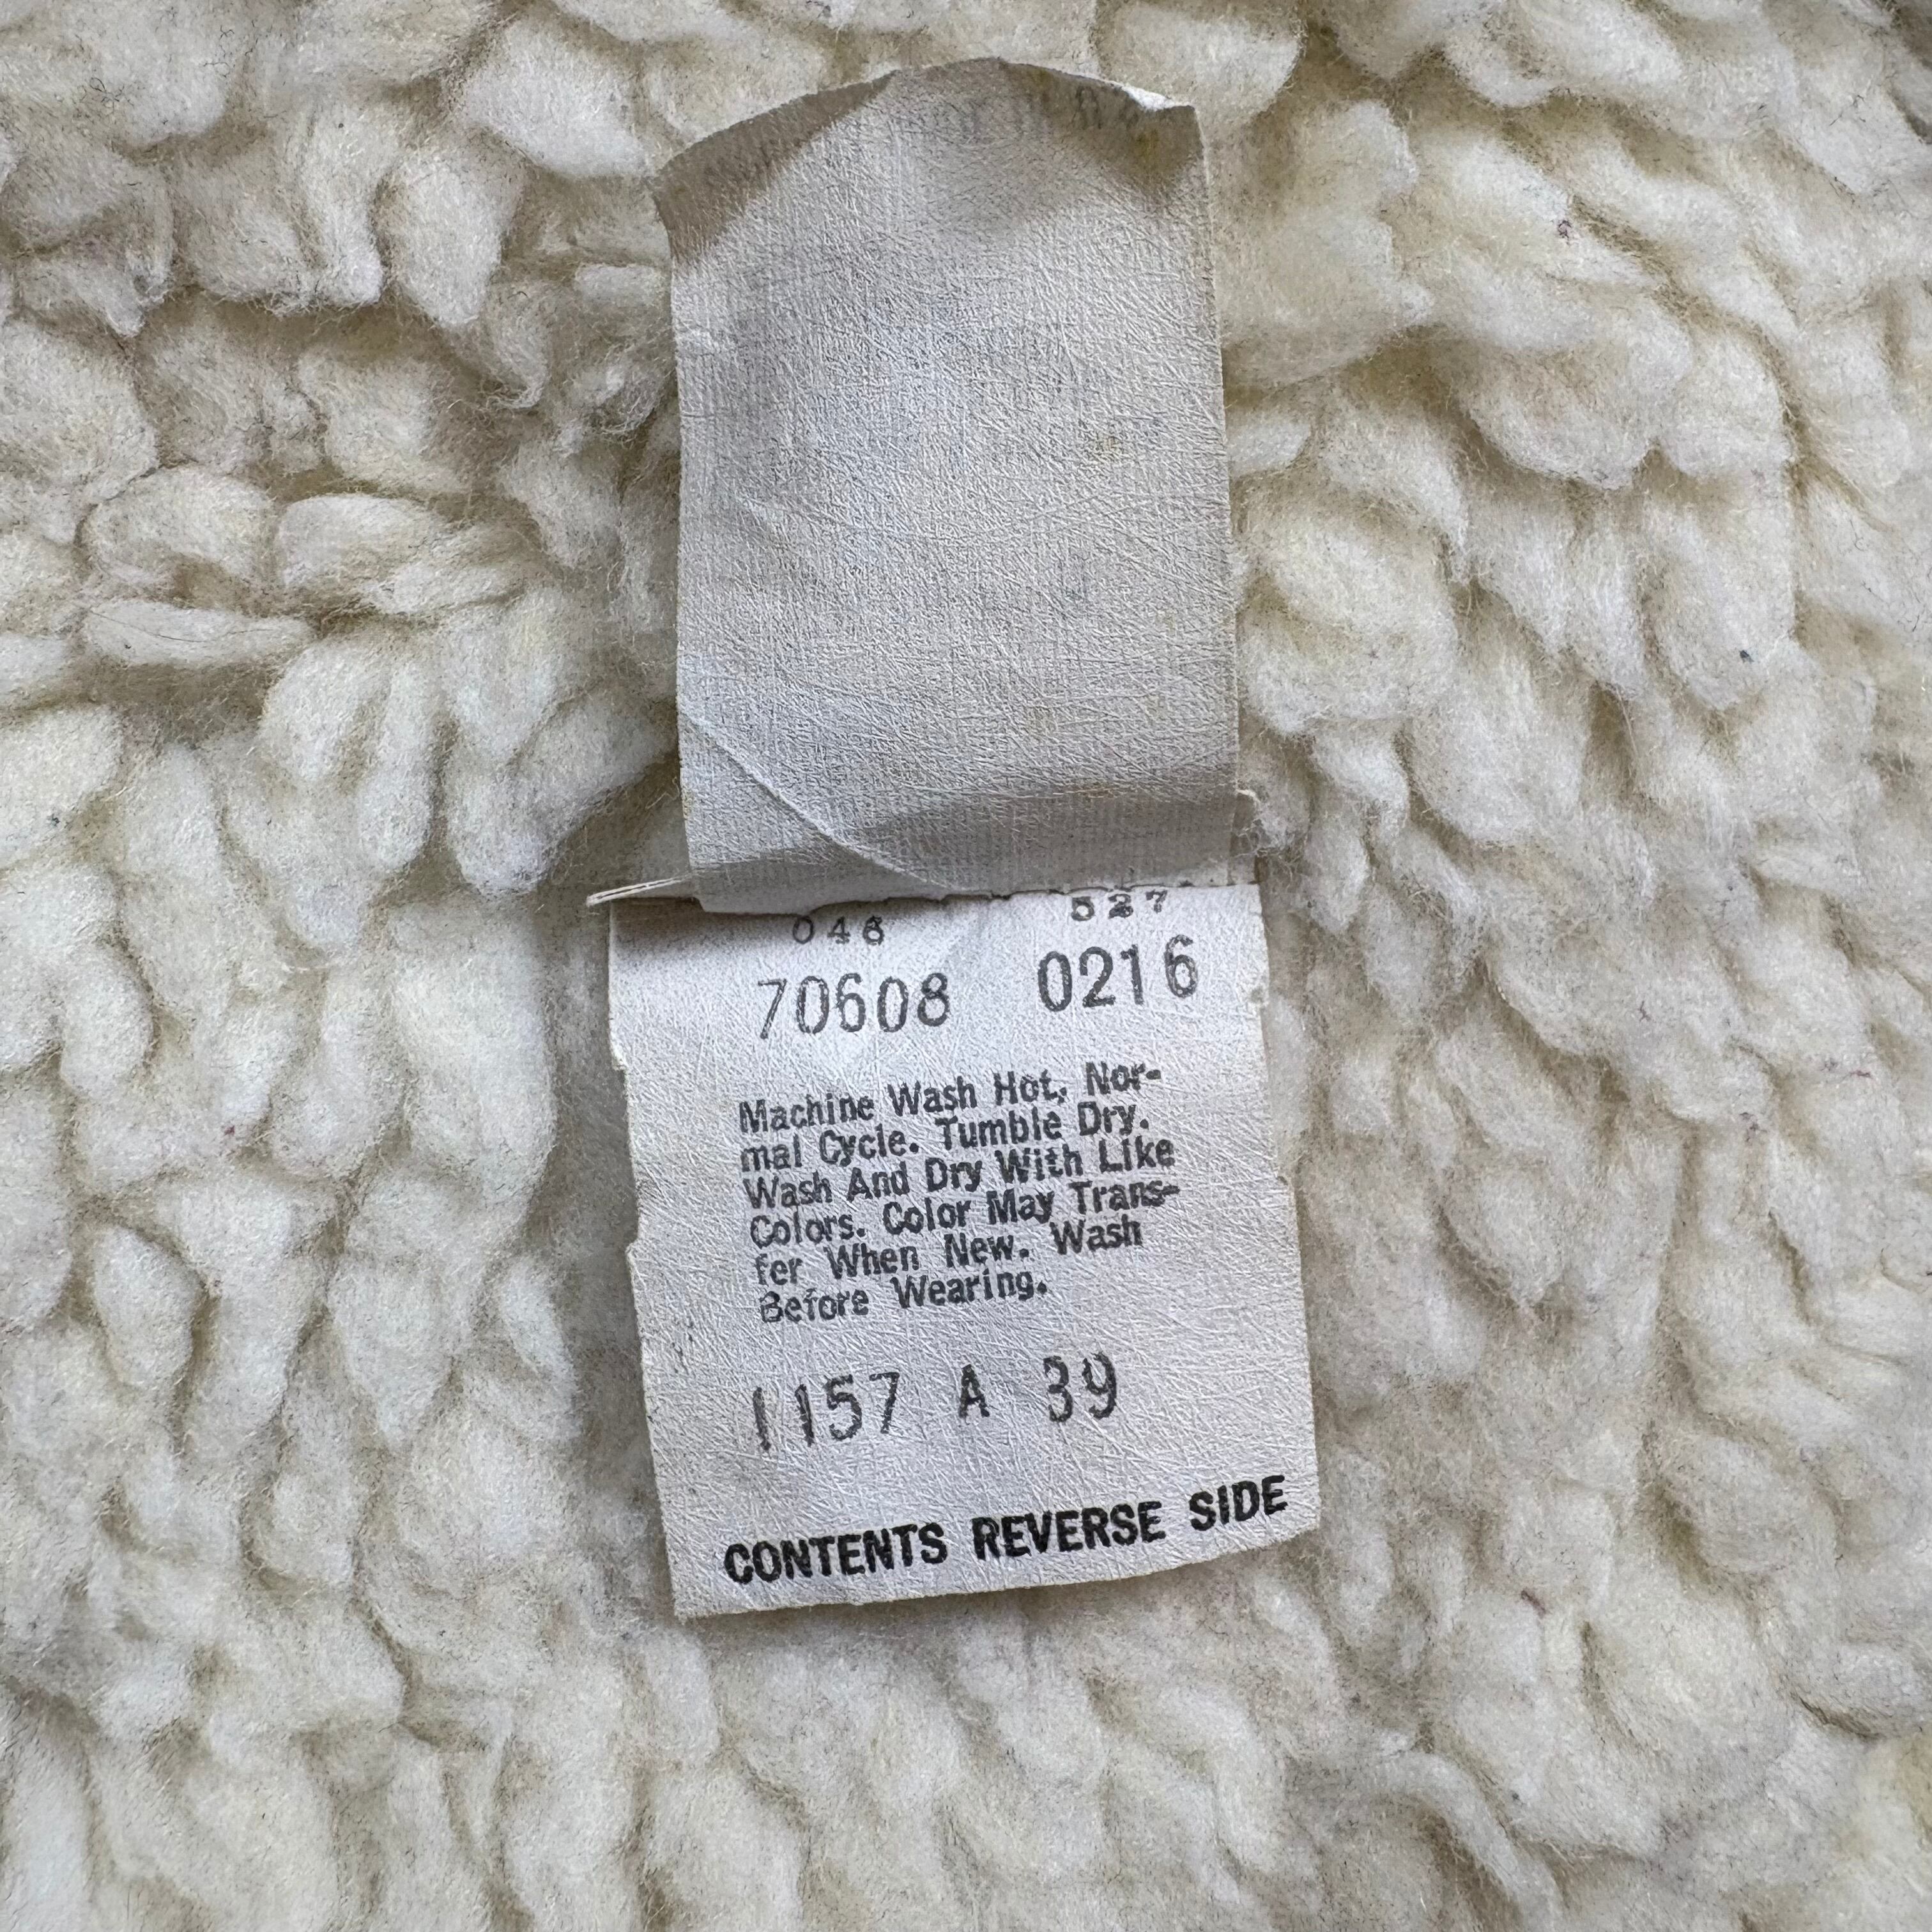 046 527
70608 0216
Machine Wash Hot, Nor-
mal Cycle. Tumble Dry.
Wash And Dry With Like
Colors. Color May Trans-
fer When New. Wash
Before Wearing.
1157 A 39
CONTENTS REVERSE SIDE